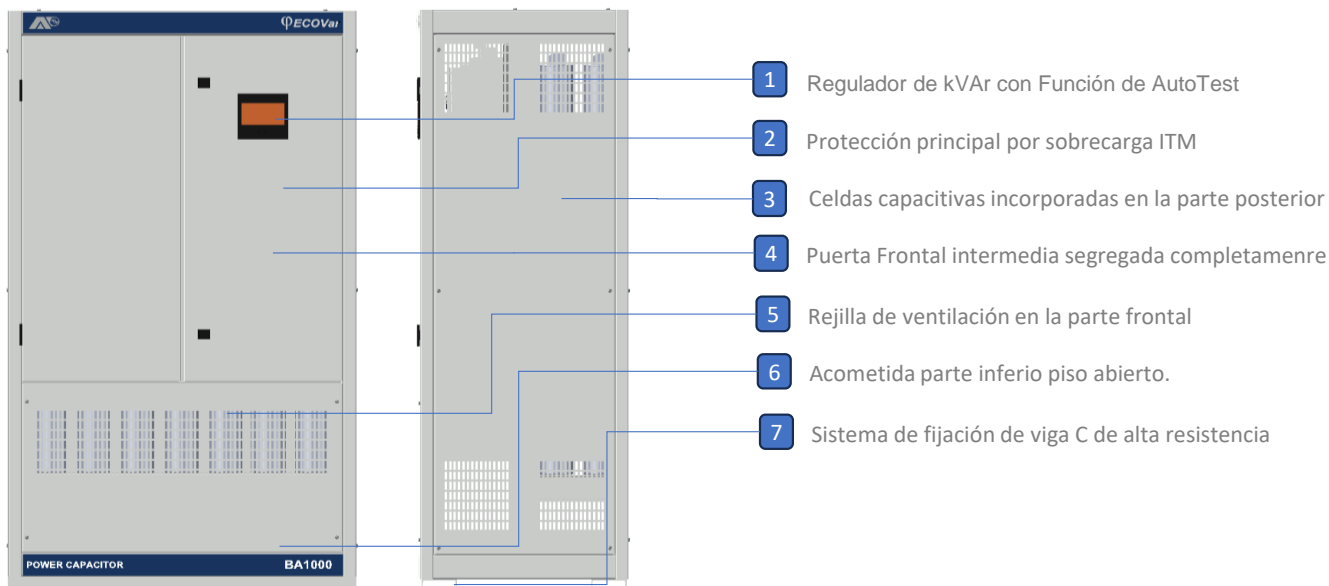 φECOVar
1 Regulador de kVAr con Función de AutoTest
2 Protección principal por sobrecarga ITM
3 Celdas capacitivas incorporadas en la parte posterior
4 Puerta Frontal intermedia segregada completamenre
5 Rejilla de ventilación en la parte frontal
6 Acometida parte inferio piso abierto.
7 Sistema de fijación de viga C de alta resistencia
POWER CAPACITOR BA1000